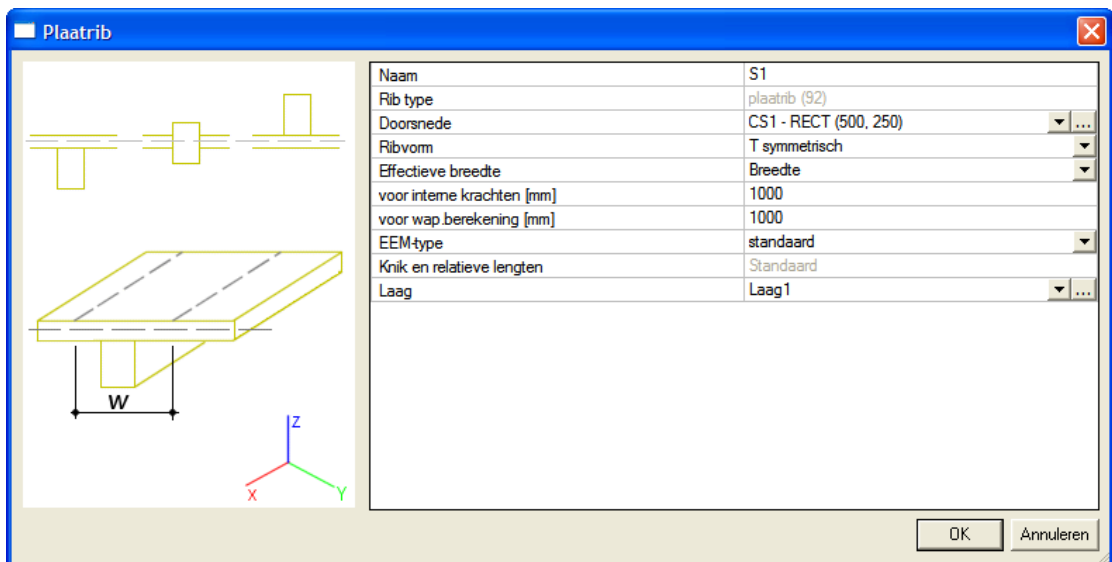 Plaatrib
Naam S1
Rib type plaatrib (92)
Doorsnede CS1 - RECT (500, 250) ...
Ribvorm T symmetrisch
Effectieve breedte Breedte
voor interne krachten [mm] 1000
voor wap.berekening [mm] 1000
EEM-type standaard
Knik en relatieve lengten Standaard
Laag Laag1 ...
W
Z
X
Y
OK Annuleren